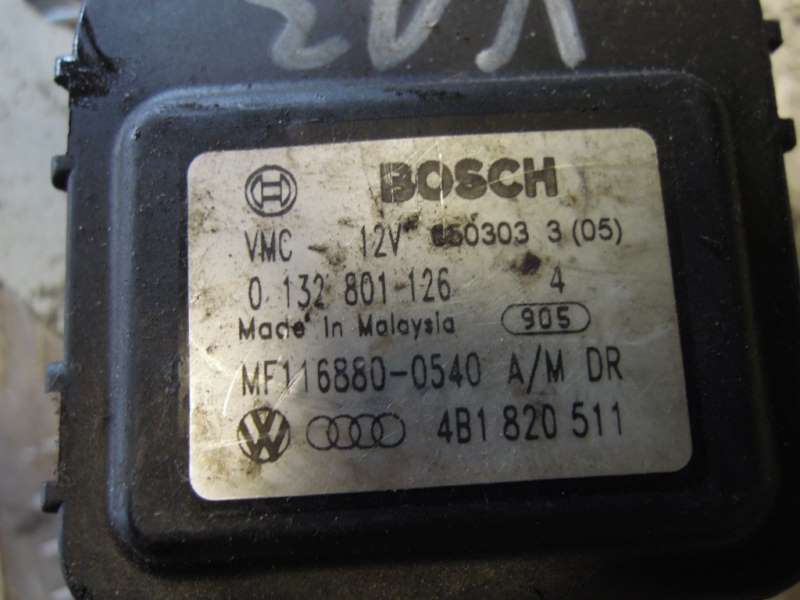 BOSCH
VMC 12V 050303 3 (05)
0 132 801 126 4
Made in Malaysia 905
MF116880-0540 A/M DR
VW 4B1 820 511